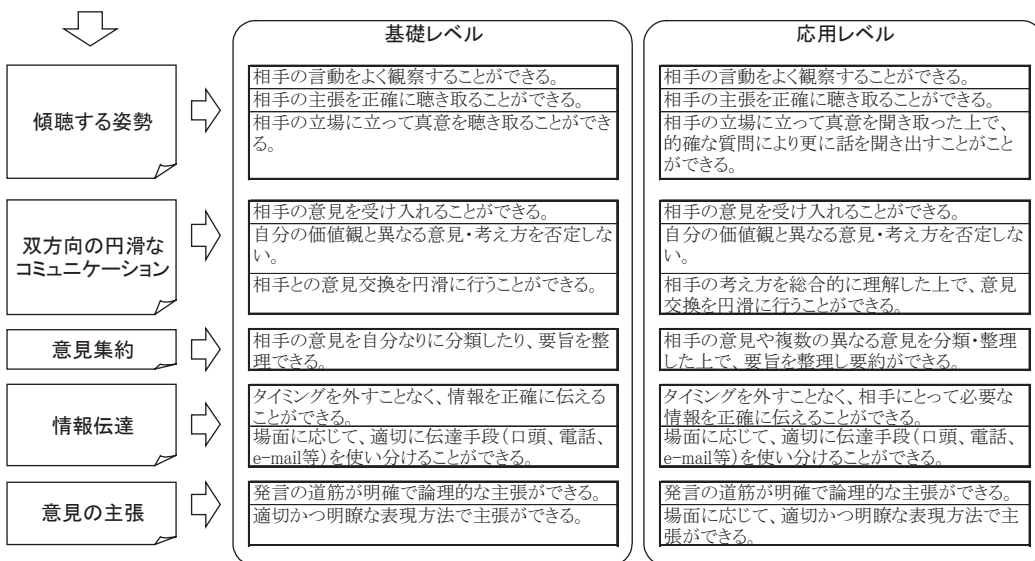 基礎レベル
応用レベル
傾聴する姿勢
相手の言動をよく観察することができる。
相手の主張を正確に聴き取ることができる。
相手の立場に立って真意を聴き取ることができ
る。
相手の言動をよく観察することができる。
相手の主張を正確に聴き取ることができる。
相手の立場に立って真意を聞き取った上で、
的確な質問により更に話を聞き出すことがこと
ができる。
双方向の円滑な
コミュニケーション
相手の意見を受け入れることができる。
自分の価値観と異なる意見・考え方を否定しな
い。
相手との意見交換を円滑に行うことができる。
相手の意見を受け入れることができる。
自分の価値観と異なる意見・考え方を否定しな
い。
相手の考え方を総合的に理解した上で、意見
交換を円滑に行うことができる。
意見集約
相手の意見を自分なりに分類したり、要旨を整
理できる。
相手の意見や複数の異なる意見を分類・整理
した上で、要旨を整理し要約ができる。
情報伝達
タイミングを外すことなく、情報を正確に伝える
ことができる。
場面に応じて、適切に伝達手段(口頭、電話、
e-mail等)を使い分けることができる。
タイミングを外すことなく、相手にとって必要な
情報を正確に伝えることができる。
場面に応じて、適切に伝達手段(口頭、電話、
e-mail等)を使い分けることができる。
意見の主張
発言の道筋が明確で論理的な主張ができる。
適切かつ明瞭な表現方法で主張ができる。
発言の道筋が明確で論理的な主張ができる。
場面に応じて、適切かつ明瞭な表現方法で主
張ができる。